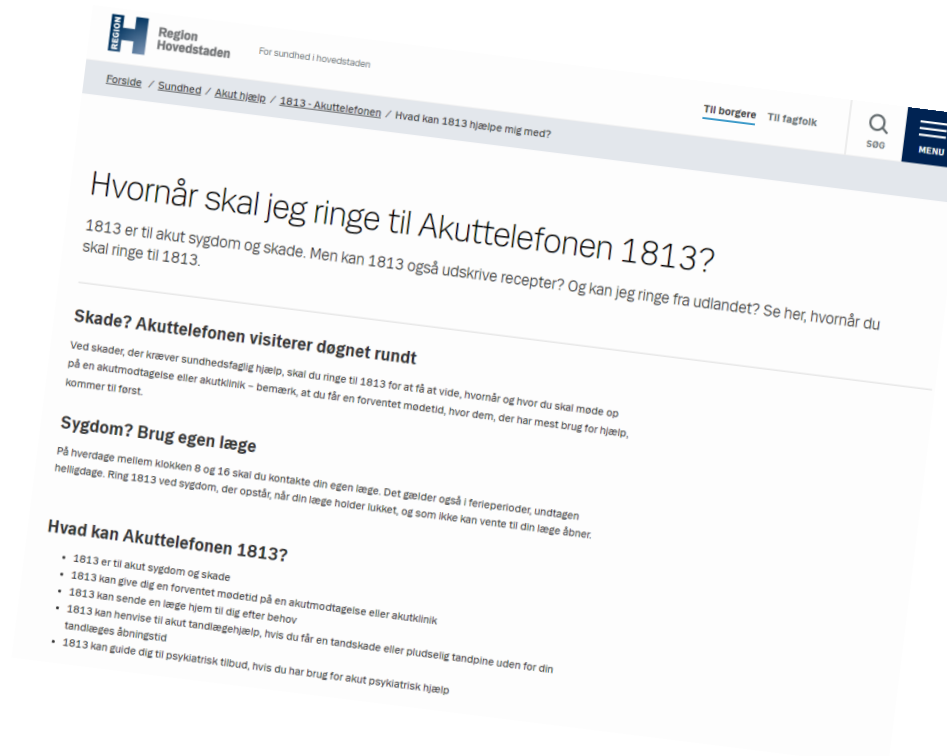 REGION
Region
Hovedstaden
For sundhed i hovedstaden
Forside / Sundhed / Akut hjælp / 1813 - Akuttelefonen / Hvad kan 1813 hjælpe mig med?
Til borgere Til fagfolk
SØG
MENU
Hvornår skal jeg ringe til Akuttelefonen 1813?
1813 er til akut sygdom og skade. Men kan 1813 også udskrive recepter? Og kan jeg ringe fra udlandet? Se her, hvornår du
skal ringe til 1813.
Skade? Akuttelefonen visiterer døgnet rundt
Ved skader, der kræver sundhedsfaglig hjælp, skal du ringe til 1813 for at få at vide, hvornår og hvor du skal møde op
på en akutmodtagelse eller akutklinik – bemærk, at du får en forventet mødetid, hvor dem, der har mest brug for hjælp,
kommer til først.
Sygdom? Brug egen læge
På hverdage mellem klokken 8 og 16 skal du kontakte din egen læge. Det gælder også i ferieperioder, undtagen
helligdage. Ring 1813 ved sygdom, der opstår, når din læge holder lukket, og som ikke kan vente til din læge åbner.
Hvad kan Akuttelefonen 1813?
• 1813 er til akut sygdom og skade
• 1813 kan give dig en forventet mødetid på en akutmodtagelse eller akutklinik
• 1813 kan sende en læge hjem til dig efter behov
• 1813 kan henvise til akut tandlægehjælp, hvis du får en tandskade eller pludselig tandpine uden for din
tandlæges åbningstid
• 1813 kan guide dig til psykiatrisk tilbud, hvis du har brug for akut psykiatrisk hjælp